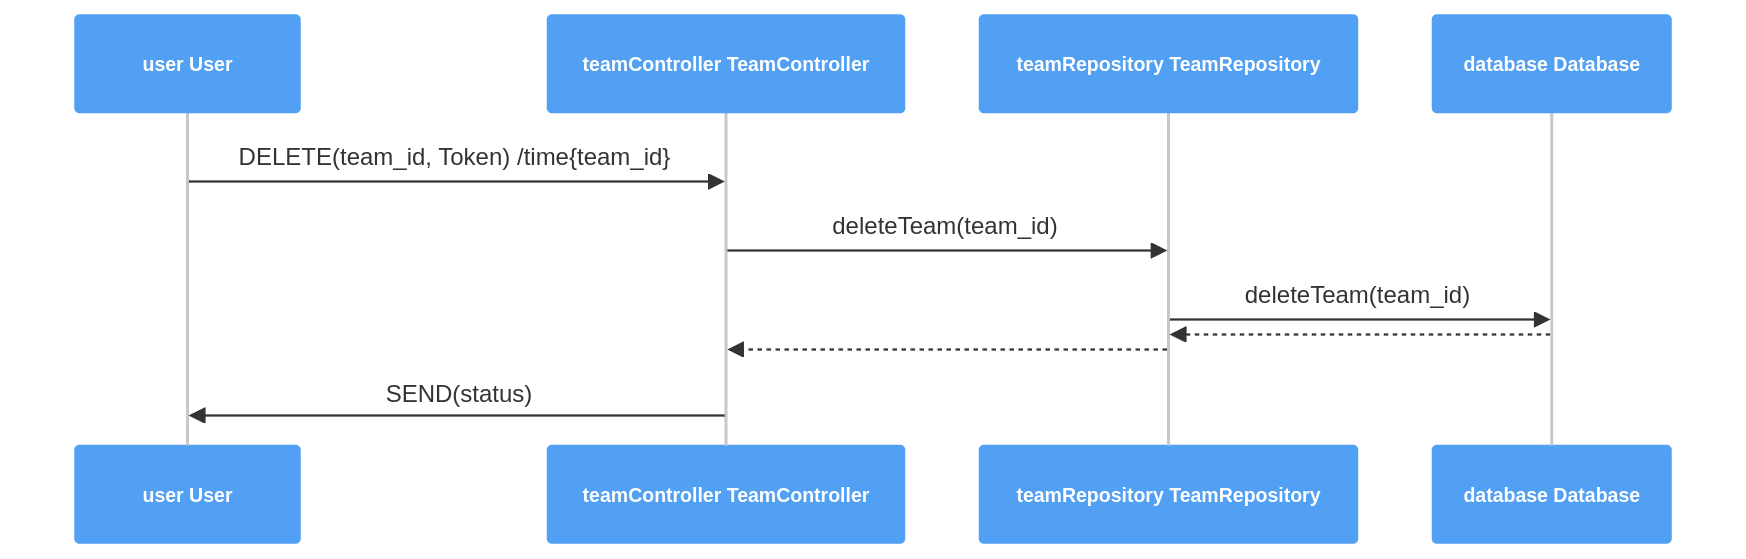 user User
teamController TeamController
teamRepository TeamRepository
database Database
DELETE(team_id, Token) /time{team_id}
deleteTeam(team_id)
deleteTeam(team_id)
SEND(status)
user User
teamController TeamController
teamRepository TeamRepository
database Database